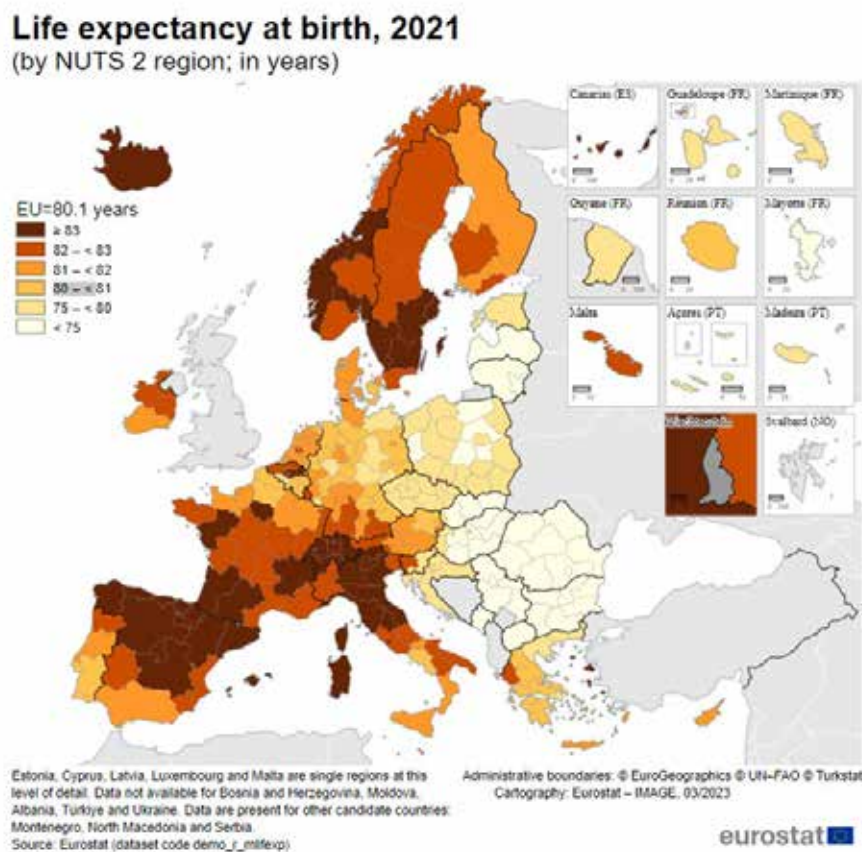 Life expectancy at birth, 2021
(by NUTS 2 region; in years)
Canarias (ES)
Guadeloupe (FR)
Martinique (FR)
Guyane (FR)
Réunion (FR)
Mayotte (FR)
Malta
Açores (PT)
Madeira (PT)
Svalbard (NO)
EU=80.1 years
≥ 83
82 – < 83
81 – < 82
80 – < 81
75 – < 80
< 75
Estonia, Cyprus, Latvia, Luxembourg and Malta are single regions at this
level of detail. Data not available for Bosnia and Herzegovina, Moldova,
Albania, Türkiye and Ukraine. Data are present for other candidate countries:
Montenegro, North Macedonia and Serbia.
Source: Eurostat (dataset code demo_r_mlifexp)
Administrative boundaries: © EuroGeographics © UN–FAO © Turkstat
Cartography: Eurostat – IMAGE, 03/2023
eurostat